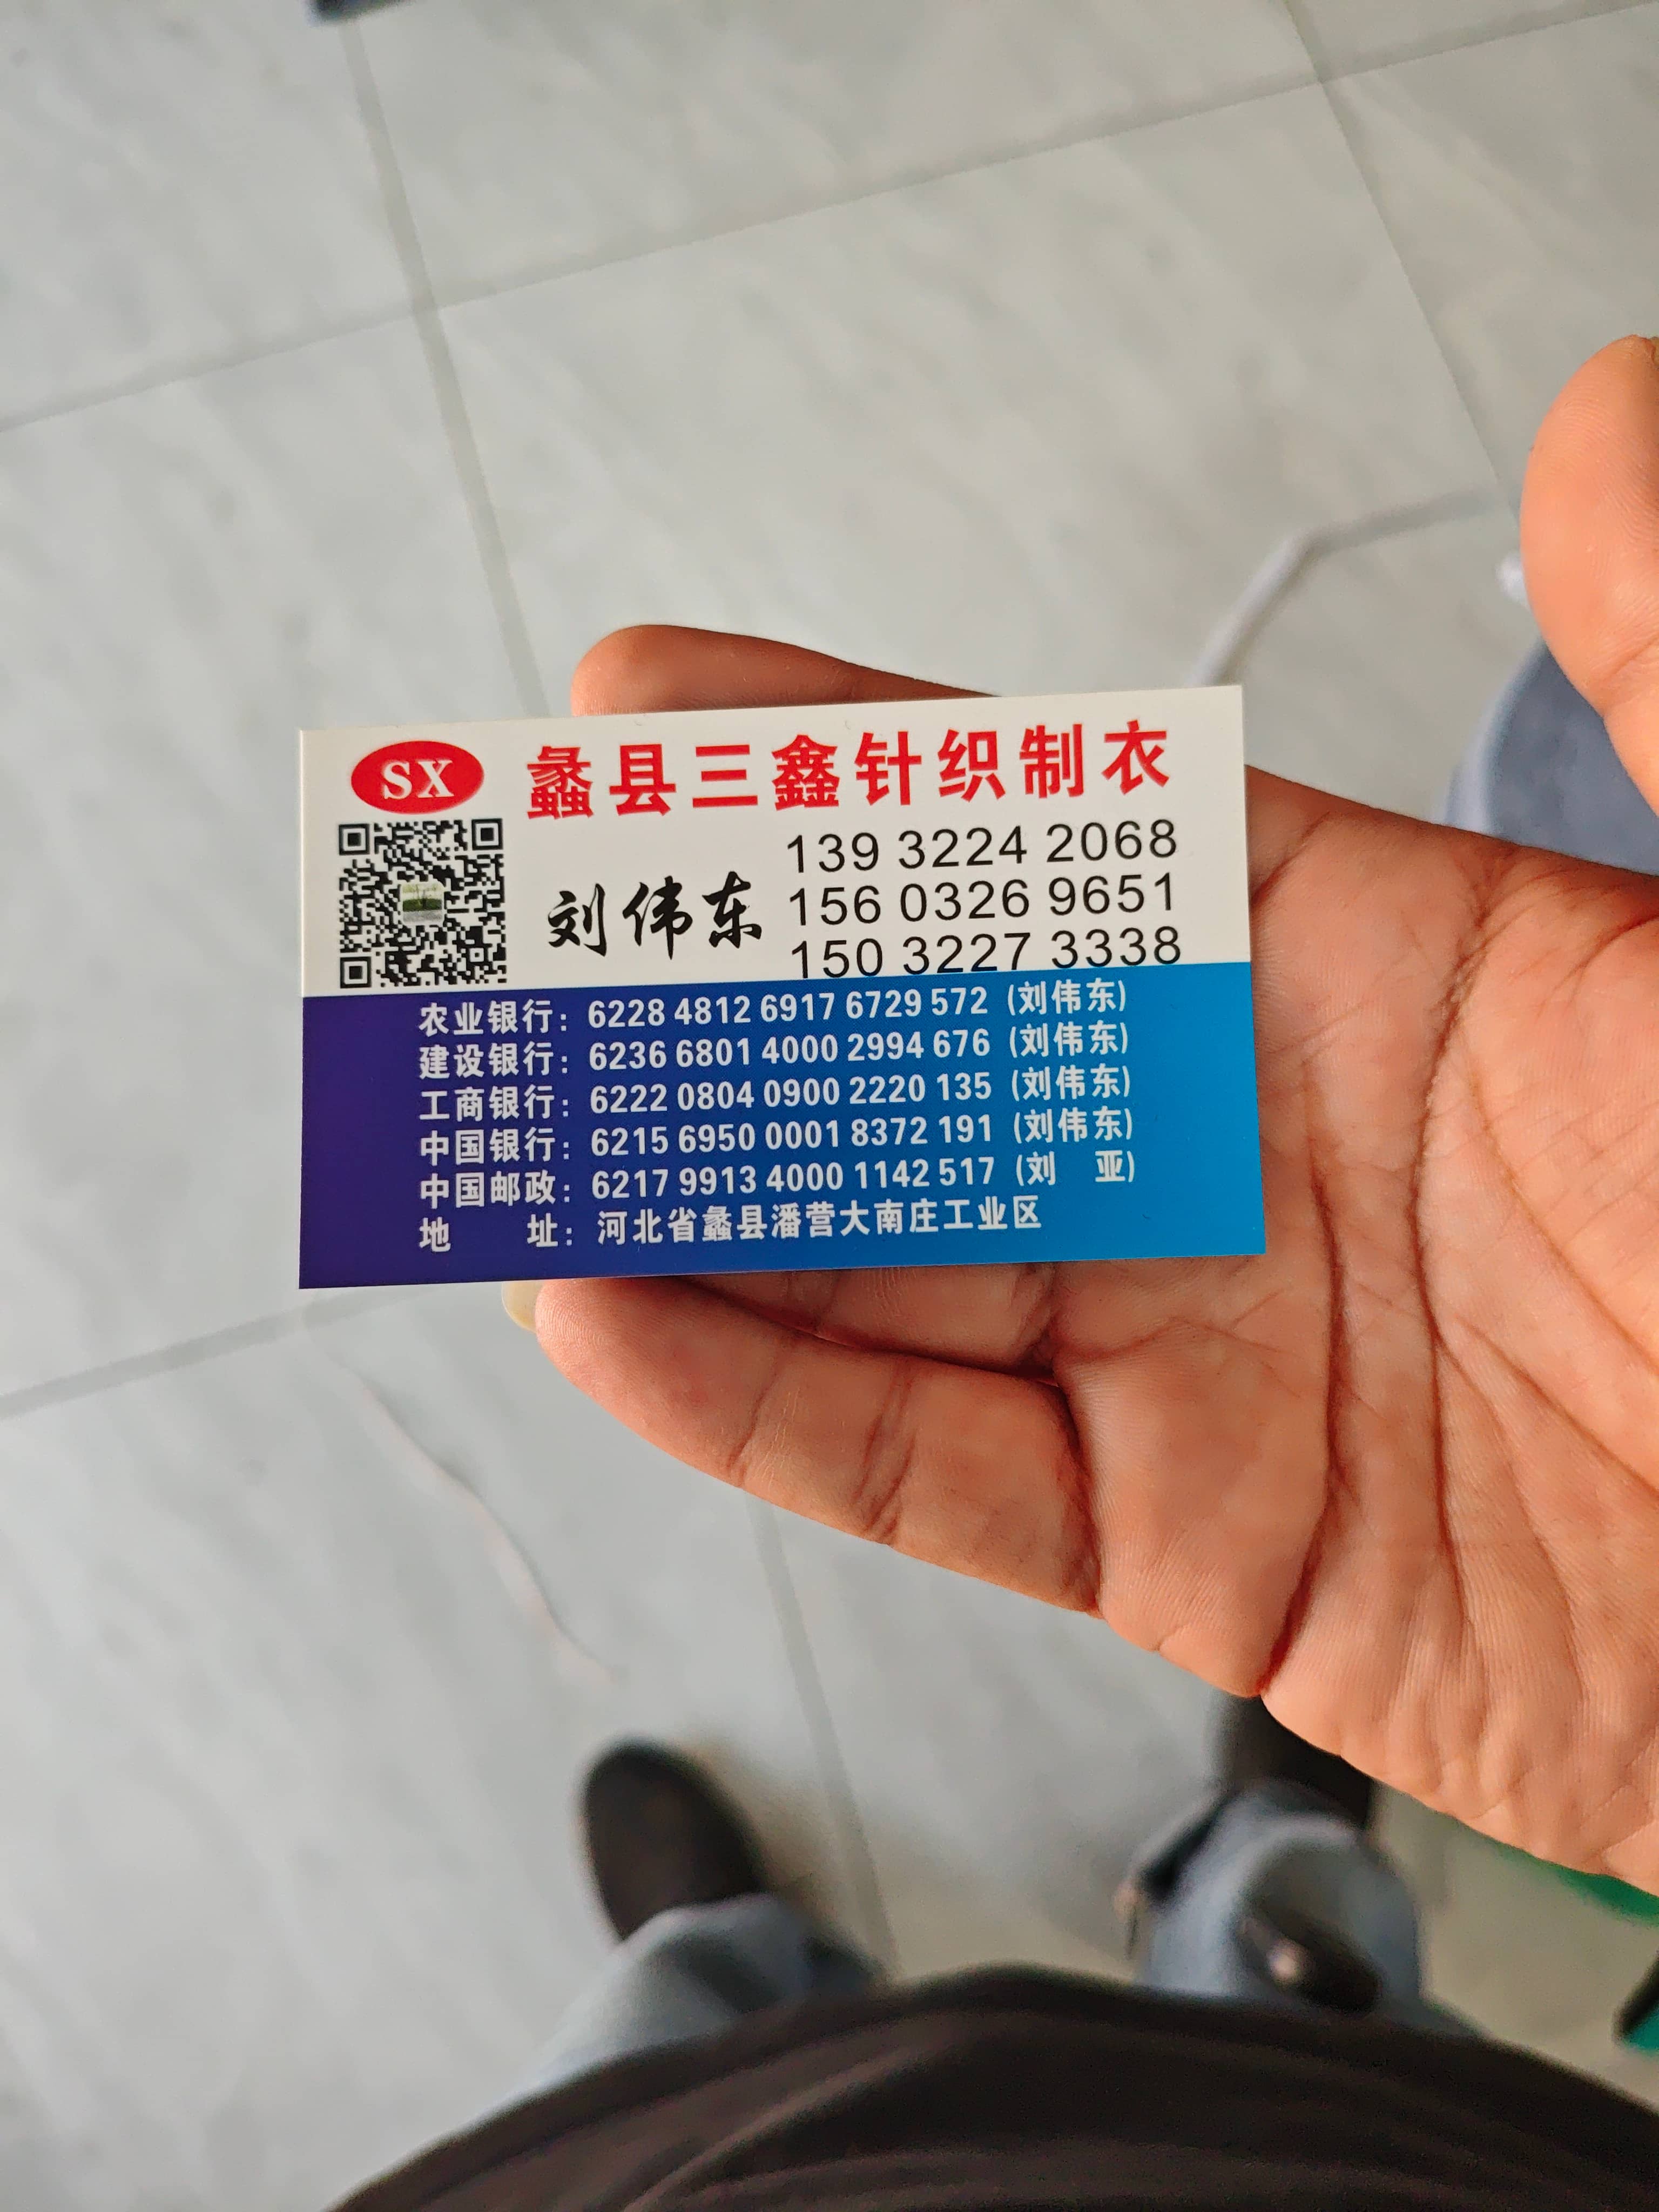 SX
蠡县三鑫针织制衣
刘伟东
139 3224 2068
156 0326 9651
150 3227 3338
农业银行：6228 4812 6917 6729 572（刘伟东）
建设银行：6236 6801 4000 2994 676（刘伟东）
工商银行：6222 0804 0900 2220 135（刘伟东）
中国银行：6215 6950 0001 8372 191（刘伟东）
中国邮政：6217 9913 4000 1142 517（刘　亚）
地　　址：河北省蠡县潘营大南庄工业区